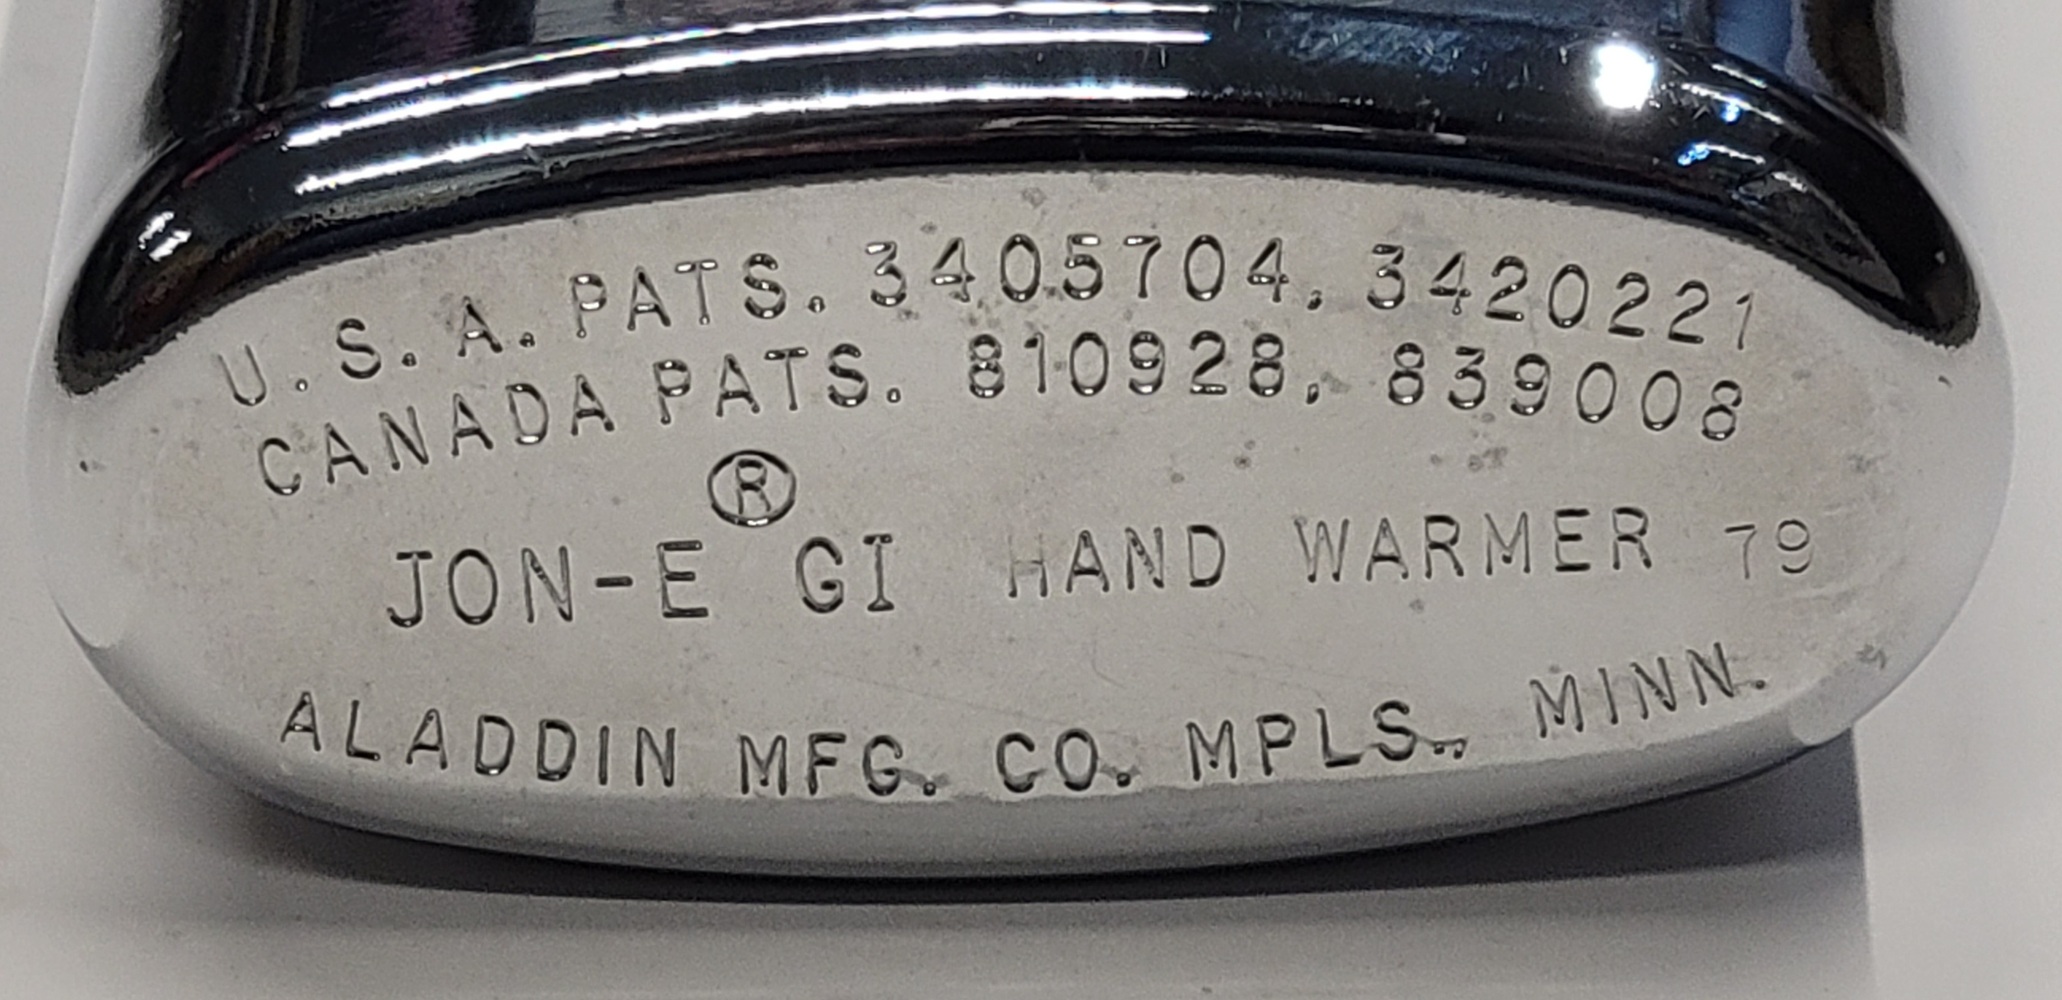 U.S.A. PATS. 3405704, 3420221
CANADA PATS. 810928, 839008
JON-E® GI HAND WARMER 79
ALADDIN MFG. CO. MPLS., MINN.